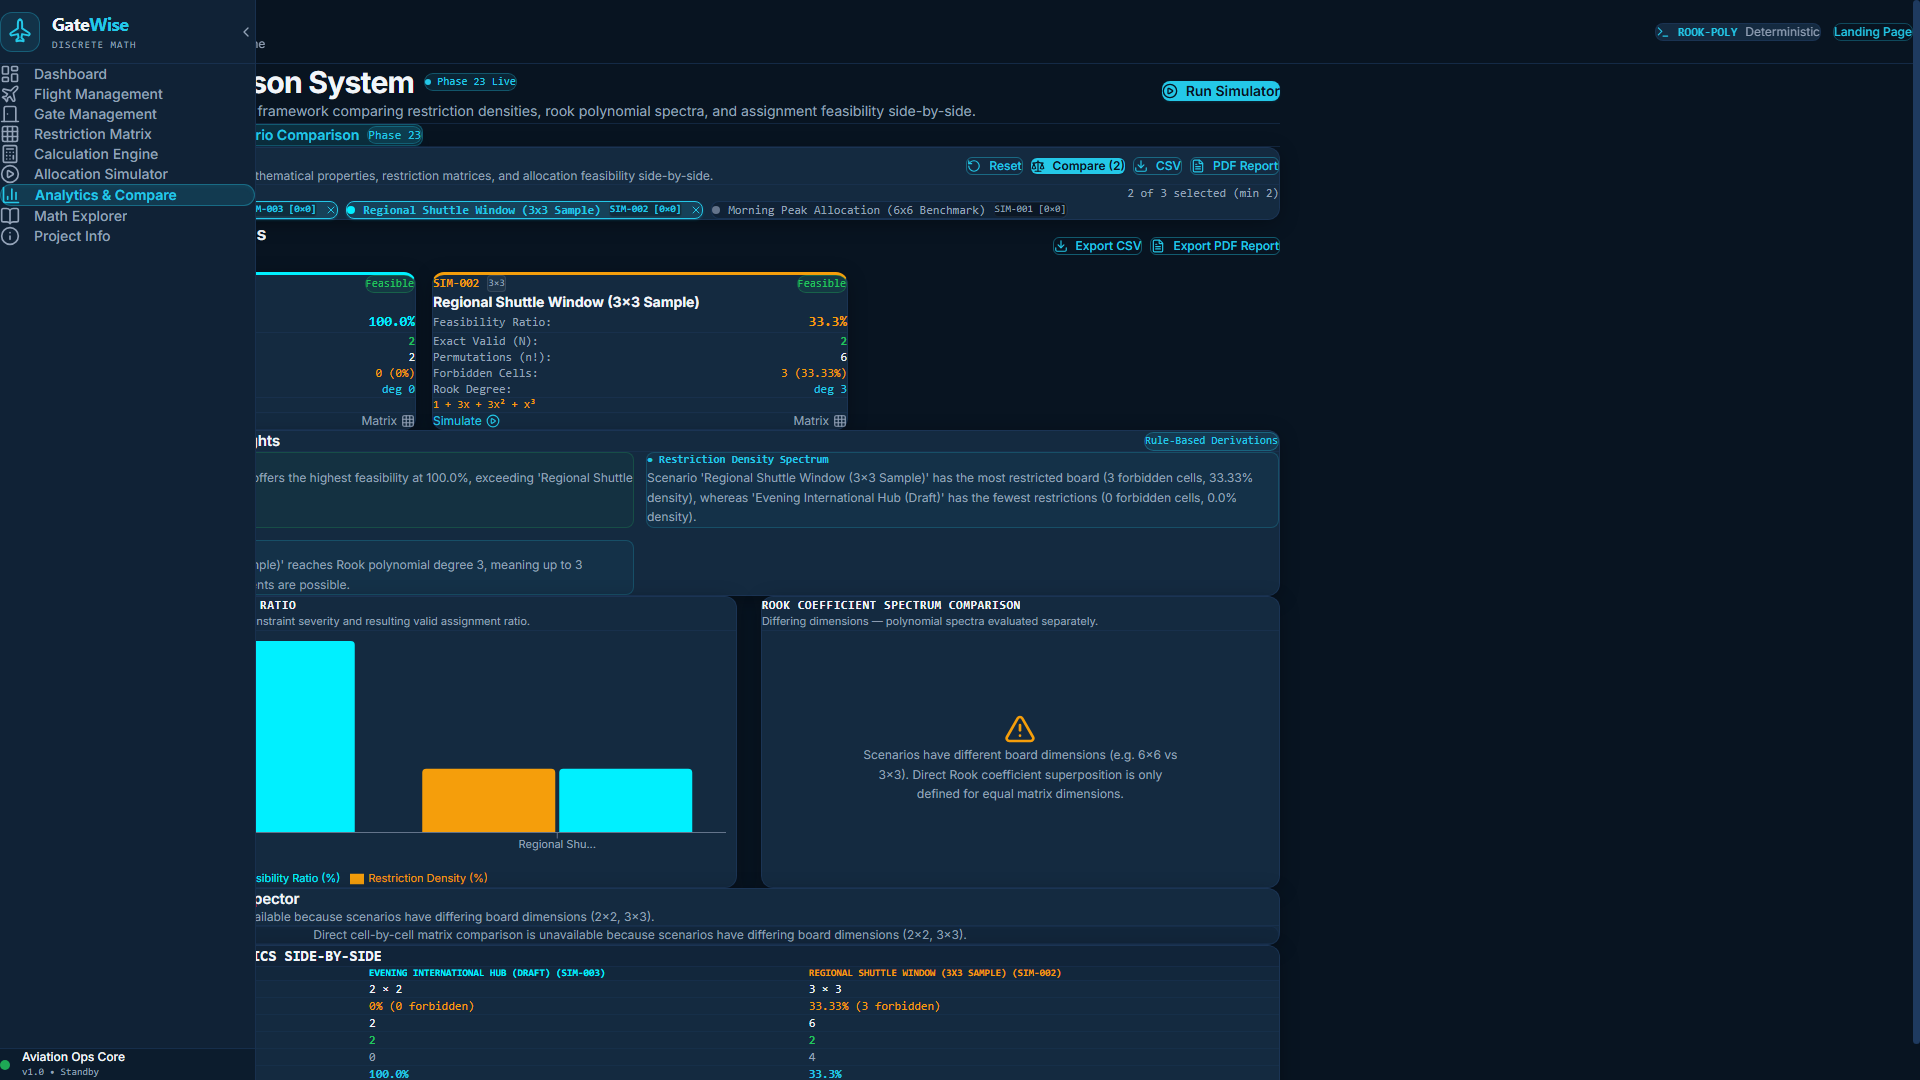 GateWise
DISCRETE MATH
Dashboard
Flight Management
Gate Management
Restriction Matrix
Calculation Engine
Allocation Simulator
Analytics & Compare
Math Explorer
Project Info
Aviation Ops Core
v1.0 • Standby
ROOK-POLY Deterministic
Landing Page
son System
Phase 23 Live
Run Simulator
framework comparing restriction densities, rook polynomial spectra, and assignment feasibility side-by-side.
rio Comparison Phase 23
Reset
Compare (2)
CSV
PDF Report
thematical properties, restriction matrices, and allocation feasibility side-by-side.
2 of 3 selected (min 2)
M-003 [0×0]
Regional Shuttle Window (3x3 Sample) SIM-002 [0×0]
Morning Peak Allocation (6x6 Benchmark) SIM-001 [0×0]
s
Export CSV
Export PDF Report
Feasible
100.0%
2
2
0 (0%)
deg 0
Matrix
SIM-002 3×3 Feasible
Regional Shuttle Window (3×3 Sample)
Feasibility Ratio: 33.3%
Exact Valid (N): 2
Permutations (n!): 6
Forbidden Cells: 3 (33.33%)
Rook Degree: deg 3
1 + 3x + 3x² + x³
Simulate Matrix
ghts
Rule-Based Derivations
offers the highest feasibility at 100.0%, exceeding 'Regional Shuttle
• Restriction Density Spectrum
Scenario 'Regional Shuttle Window (3×3 Sample)' has the most restricted board (3 forbidden cells, 33.33%
density), whereas 'Evening International Hub (Draft)' has the fewest restrictions (0 forbidden cells, 0.0%
density).
mple)' reaches Rook polynomial degree 3, meaning up to 3
ents are possible.
RATIO
nstraint severity and resulting valid assignment ratio.
Regional Shu...
sibility Ratio (%) Restriction Density (%)
ROOK COEFFICIENT SPECTRUM COMPARISON
Differing dimensions — polynomial spectra evaluated separately.
Scenarios have different board dimensions (e.g. 6×6 vs
3×3). Direct Rook coefficient superposition is only
defined for equal matrix dimensions.
pector
ailable because scenarios have differing board dimensions (2×2, 3×3).
Direct cell-by-cell matrix comparison is unavailable because scenarios have differing board dimensions (2×2, 3×3).
ICS SIDE-BY-SIDE
EVENING INTERNATIONAL HUB (DRAFT) (SIM-003) REGIONAL SHUTTLE WINDOW (3X3 SAMPLE) (SIM-002)
2 × 2 3 × 3
0% (0 forbidden) 33.33% (3 forbidden)
2 6
2 2
0 4
100.0% 33.3%